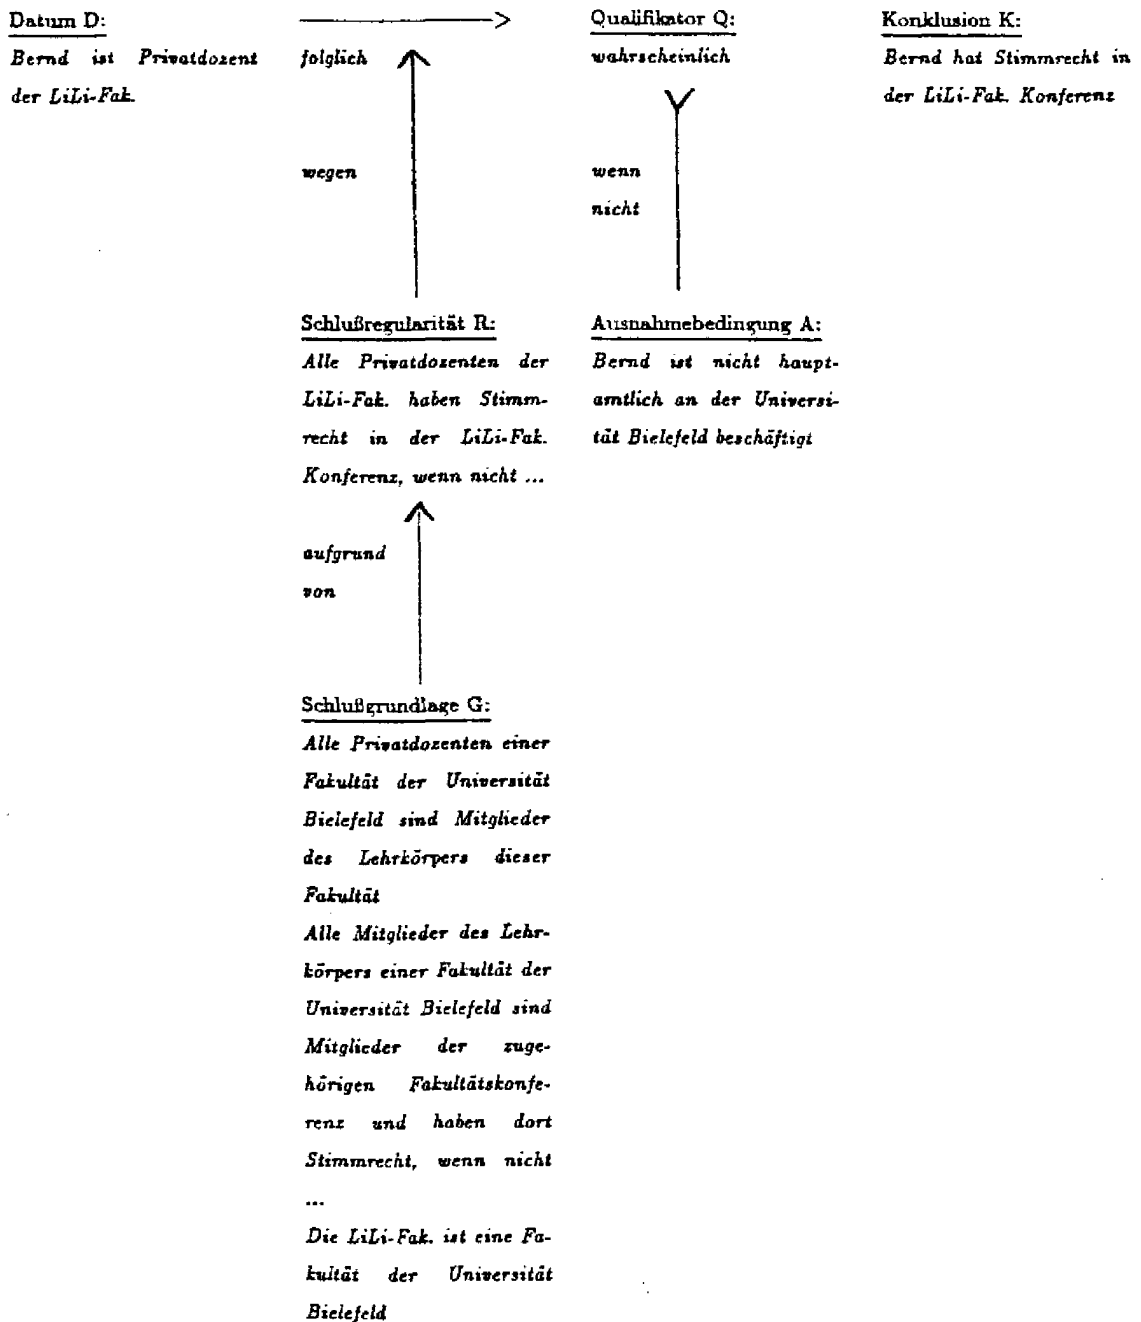 Datum D:
Bernd ist Privatdozent
der LiLi-Fak.
folglich
wegen
Qualifikator Q:
wahrscheinlich
wenn
nicht
Konklusion K:
Bernd hat Stimmrecht in
der LiLi-Fak. Konferenz
Schlußregularität R:
Alle Privatdozenten der
LiLi-Fak. haben Stimm-
recht in der LiLi-Fak.
Konferenz, wenn nicht ...
Ausnahmebedingung A:
Bernd ist nicht haupt-
amtlich an der Universi-
tät Bielefeld beschäftigt
aufgrund
von
Schlußgrundlage G:
Alle Privatdozenten einer
Fakultät der Universität
Bielefeld sind Mitglieder
des Lehrkörpers dieser
Fakultät
Alle Mitglieder des Lehr-
körpers einer Fakultät der
Universität Bielefeld sind
Mitglieder der zuge-
hörigen Fakultätskonfe-
renz und haben dort
Stimmrecht, wenn nicht
...
Die LiLi-Fak. ist eine Fa-
kultät der Universität
Bielefeld